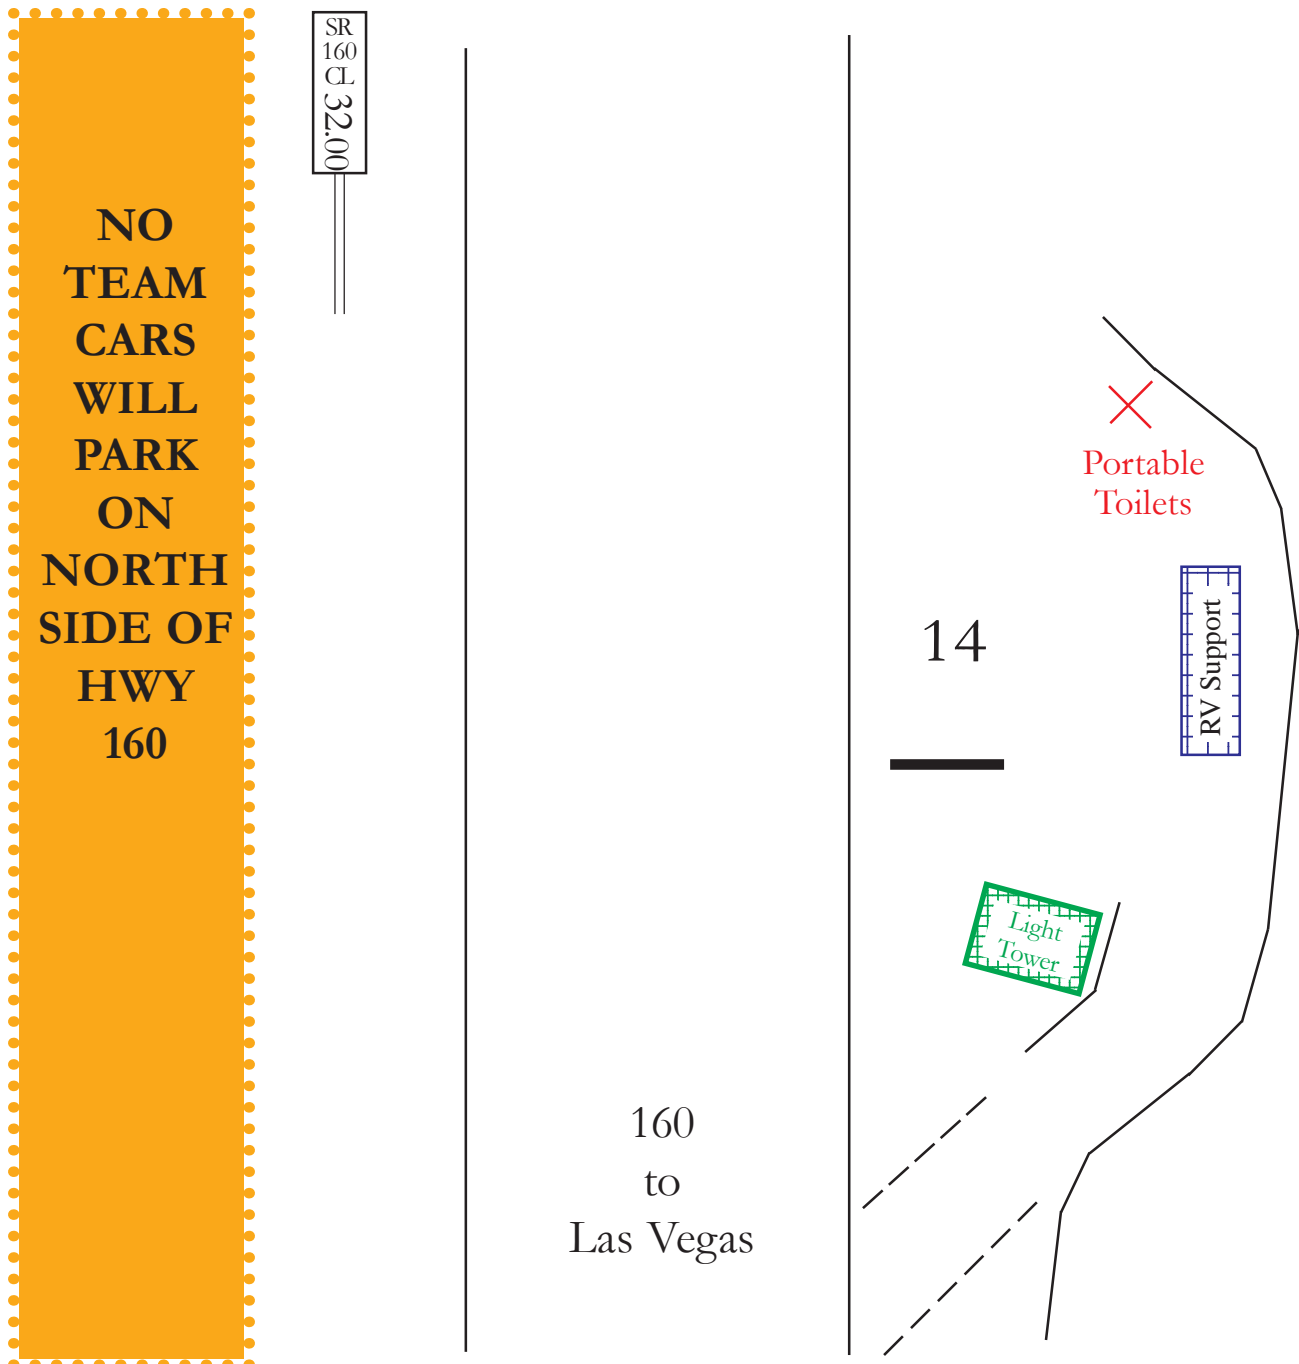 NO
TEAM
CARS
WILL
PARK
ON
NORTH
SIDE OF
HWY
160
SR
160
CL
32.00
Portable
Toilets
14
RV Support
Light
Tower
160
to
Las Vegas